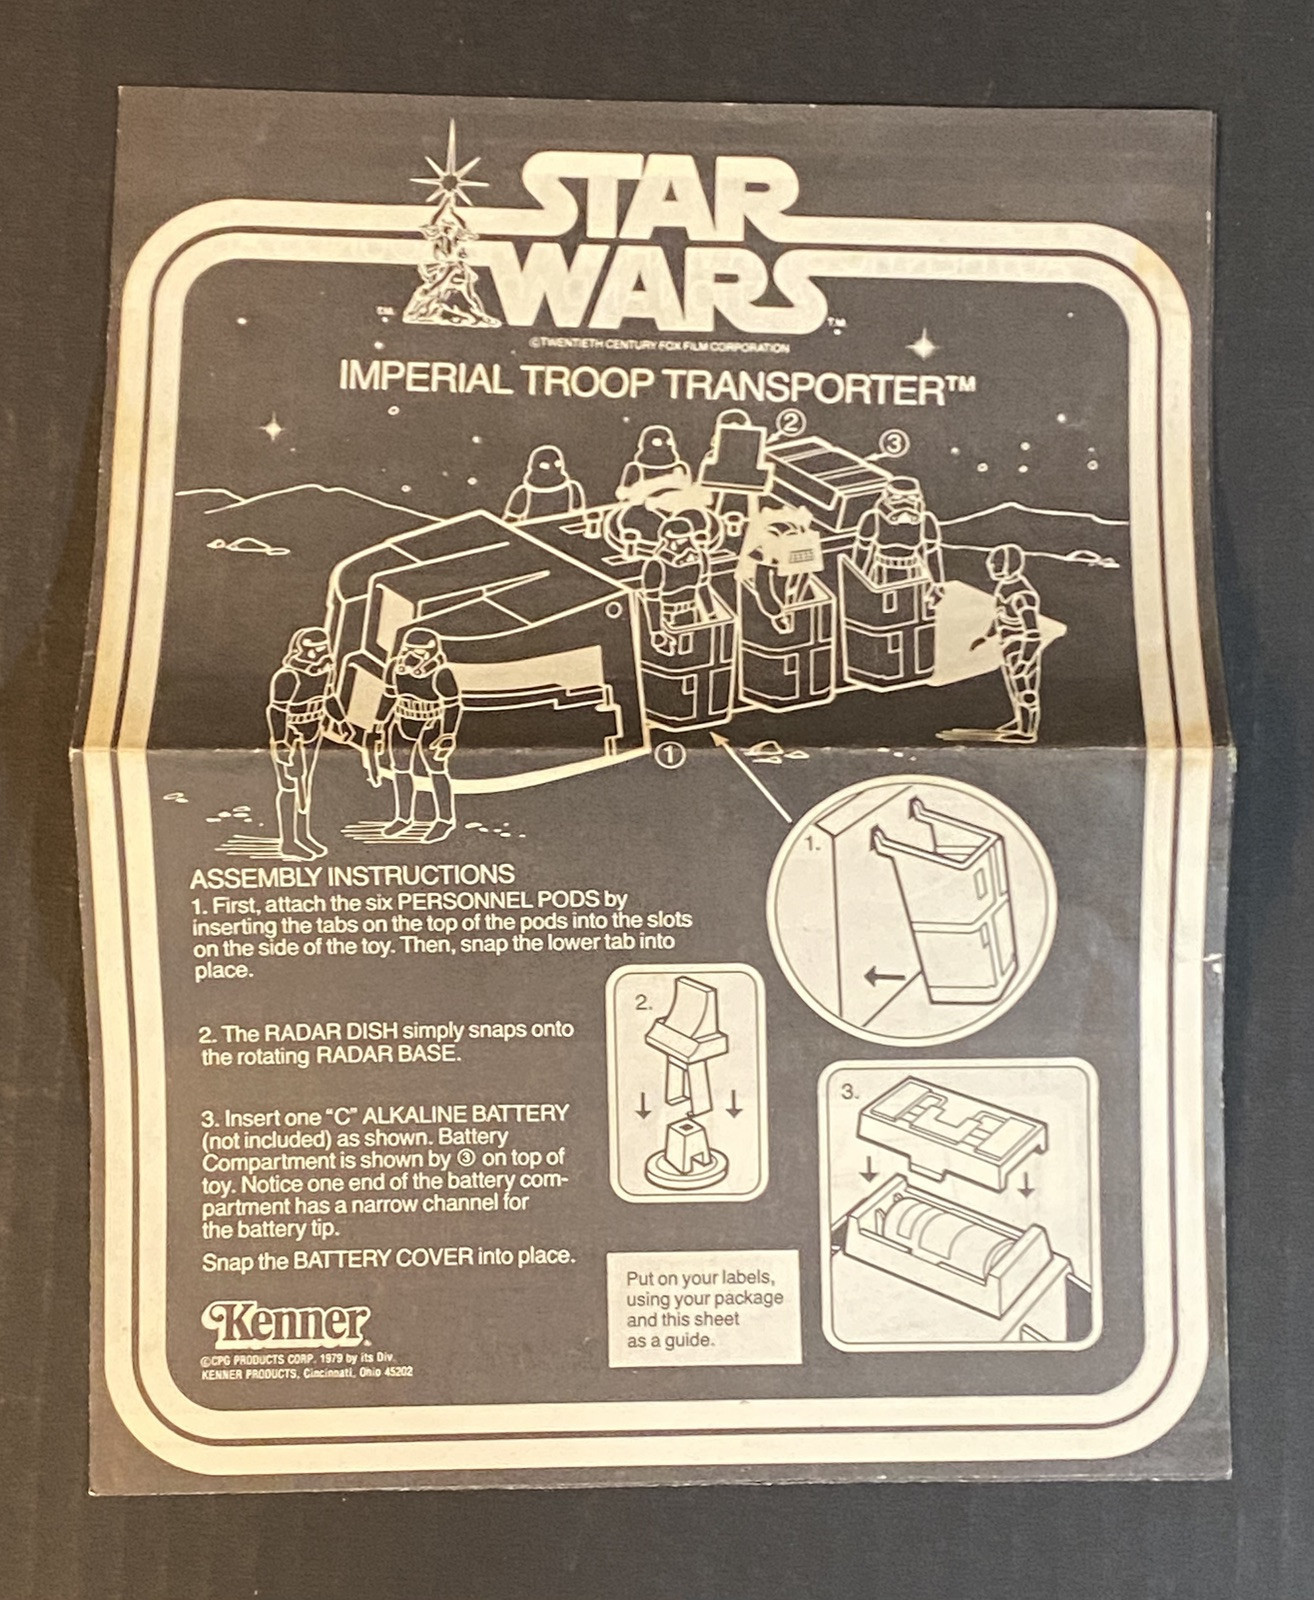 STAR
WARS
TM
TM
©TWENTIETH CENTURY FOX FILM CORPORATION
IMPERIAL TROOP TRANSPORTER™
②
③
①
1.
ASSEMBLY INSTRUCTIONS
1. First, attach the six PERSONNEL PODS by
inserting the tabs on the top of the pods into the slots
on the side of the toy. Then, snap the lower tab into
place.
2.
2. The RADAR DISH simply snaps onto
the rotating RADAR BASE.
3.
3. Insert one “C” ALKALINE BATTERY
(not included) as shown. Battery
Compartment is shown by ③ on top of
toy. Notice one end of the battery com-
partment has a narrow channel for
the battery tip.
Snap the BATTERY COVER into place.
Put on your labels,
using your package
and this sheet
as a guide.
Kenner
©CPG PRODUCTS CORP. 1979 by its Div.
KENNER PRODUCTS, Cincinnati, Ohio 45202